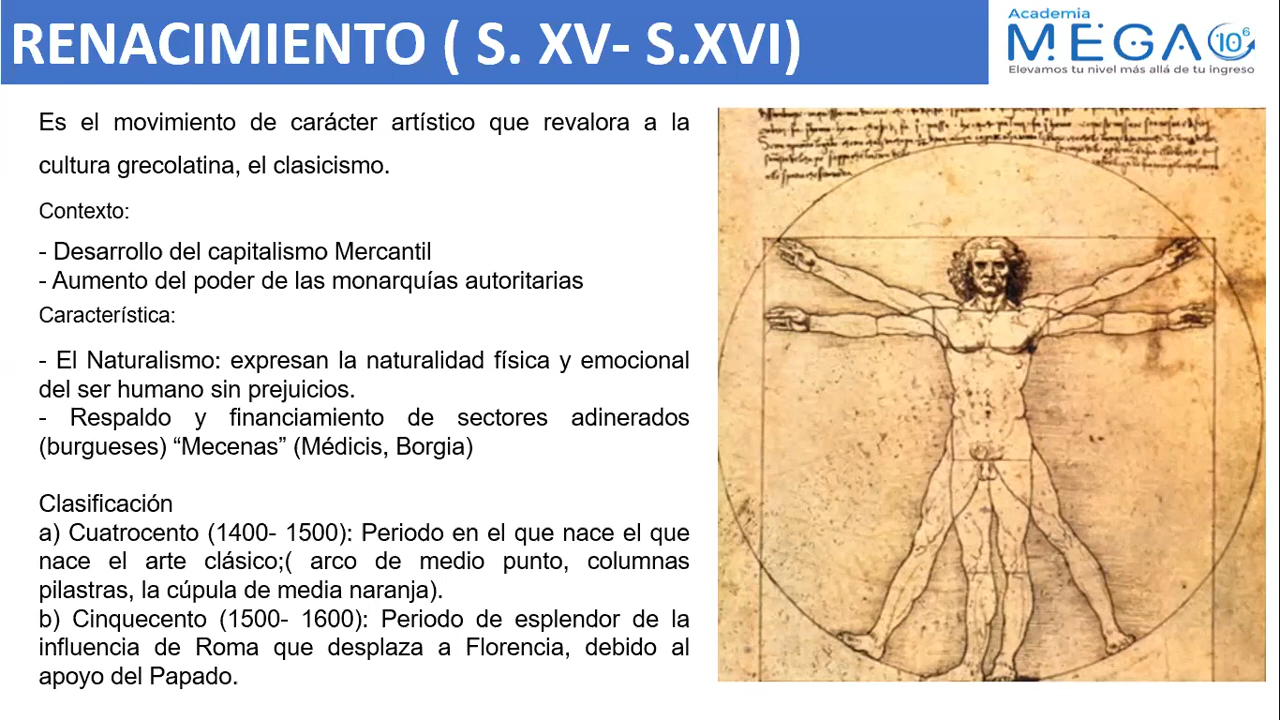 RENACIMIENTO ( S. XV- S.XVI)
Academia
MEGA 10⁶
Elevamos tu nivel más allá de tu ingreso
Es el movimiento de carácter artístico que revalora a la
cultura grecolatina, el clasicismo.
Contexto:
- Desarrollo del capitalismo Mercantil
- Aumento del poder de las monarquías autoritarias
Característica:
- El Naturalismo: expresan la naturalidad física y emocional
del ser humano sin prejuicios.
- Respaldo y financiamiento de sectores adinerados
(burgueses) “Mecenas” (Médicis, Borgia)
Clasificación
a) Cuatrocento (1400- 1500): Periodo en el que nace el que
nace el arte clásico;( arco de medio punto, columnas
pilastras, la cúpula de media naranja).
b) Cinquecento (1500- 1600): Periodo de esplendor de la
influencia de Roma que desplaza a Florencia, debido al
apoyo del Papado.